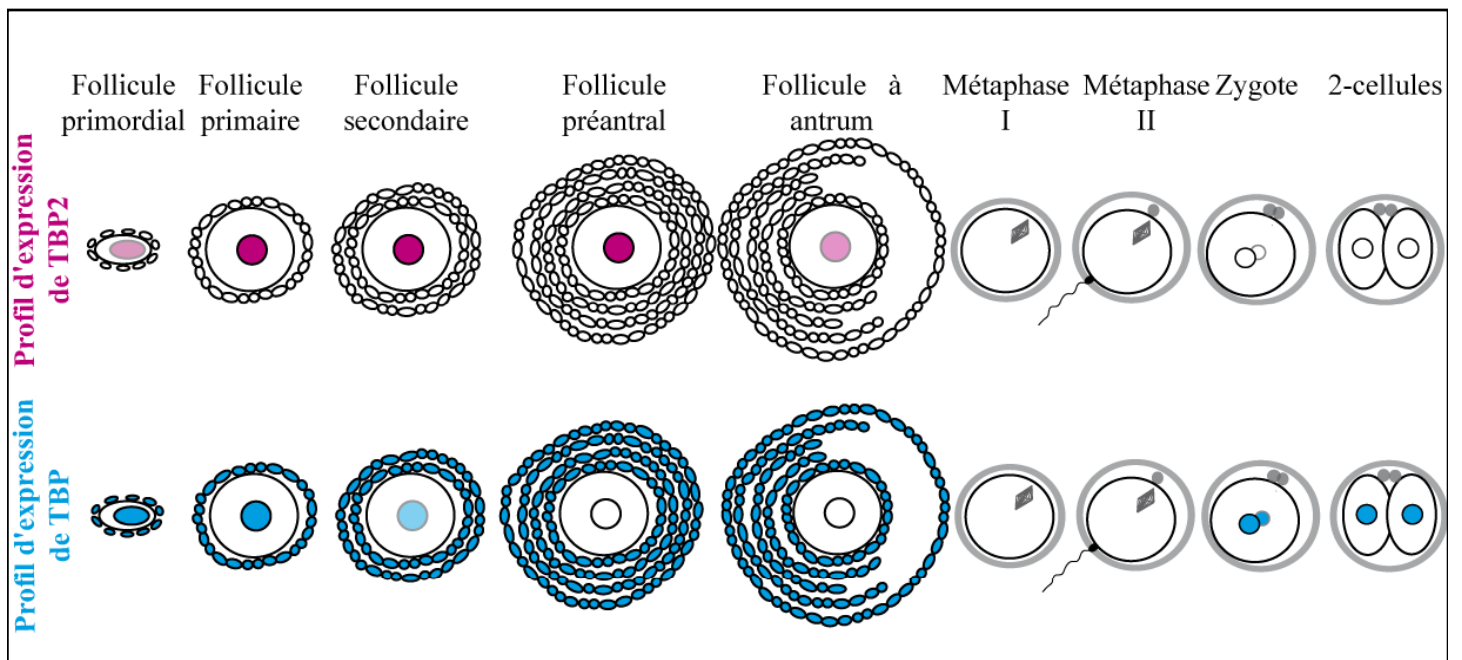 Follicule primordial
Follicule primaire
Follicule secondaire
Follicule préantral
Follicule à antrum
Métaphase I
Métaphase II
Zygote
2-cellules
Profil d'expression
de TBP2
Profil d'expression
de TBP